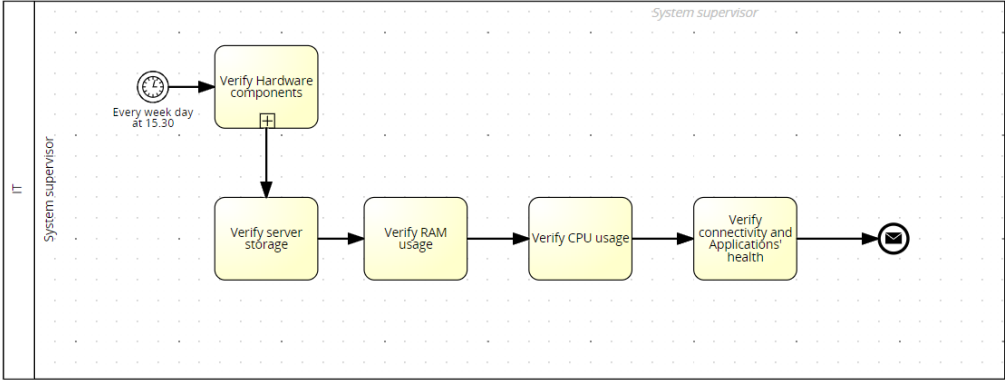 System supervisor
IT
System supervisor
Every week day
at 15.30
Verify Hardware
components
Verify server
storage
Verify RAM
usage
Verify CPU usage
Verify
connectivity and
Applications'
health